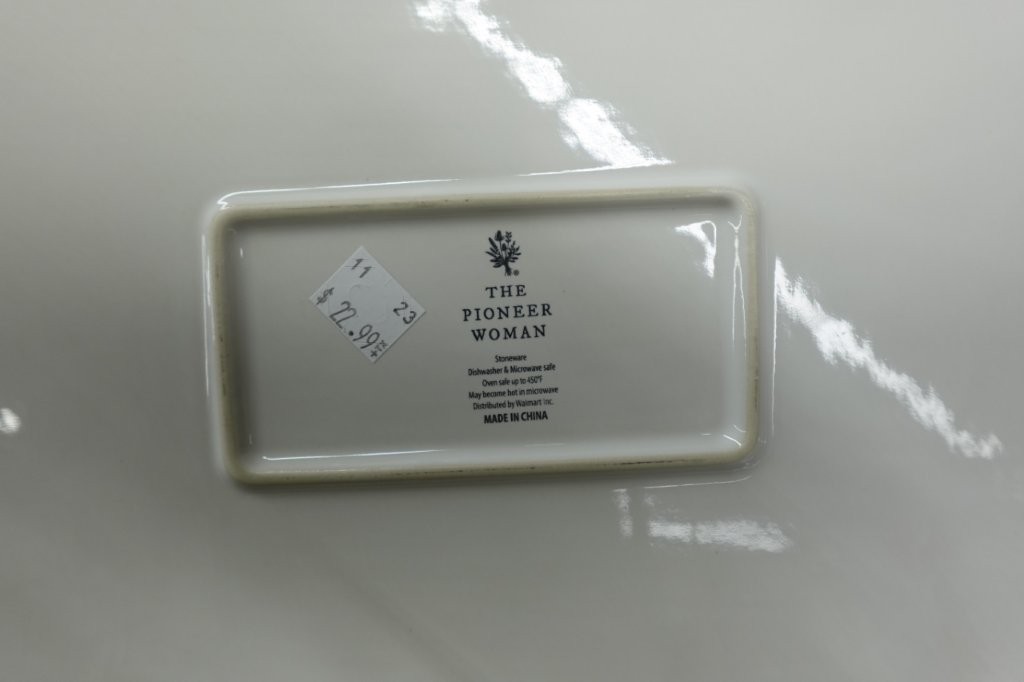 11
23
$ 22.99
THE
PIONEER
WOMAN
Stoneware
Dishwasher & Microwave safe
Oven safe up to 450°F
May become hot in microwave
Distributed by Walmart Inc.
MADE IN CHINA